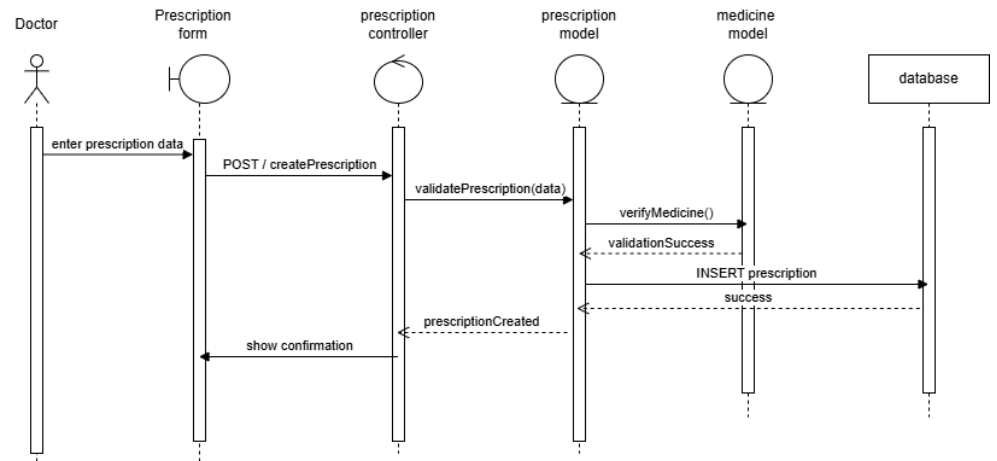 Doctor
Prescription
form
prescription
controller
prescription
model
medicine
model
database
enter prescription data
POST / createPrescription
validatePrescription(data)
verifyMedicine()
validationSuccess
INSERT prescription
success
prescriptionCreated
show confirmation